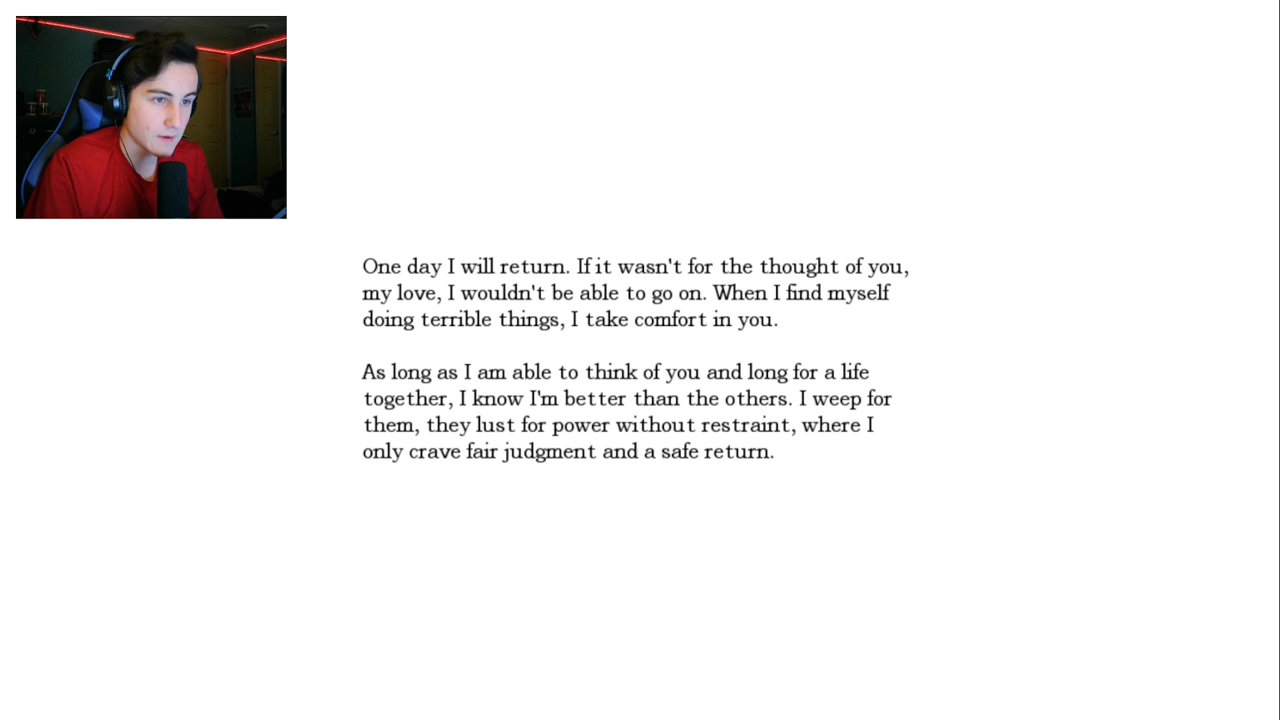 One day I will return. If it wasn't for the thought of you,
my love, I wouldn't be able to go on. When I find myself
doing terrible things, I take comfort in you.
As long as I am able to think of you and long for a life
together, I know I'm better than the others. I weep for
them, they lust for power without restraint, where I
only crave fair judgment and a safe return.